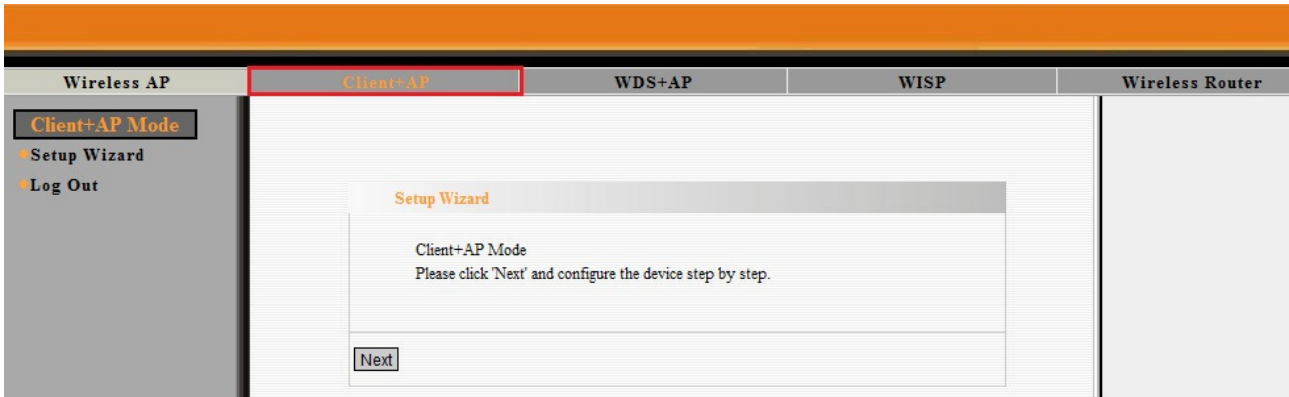 Wireless AP
Client+AP
WDS+AP
WISP
Wireless Router
Client+AP Mode
Setup Wizard
Log Out
Setup Wizard
Client+AP Mode
Please click 'Next' and configure the device step by step.
Next